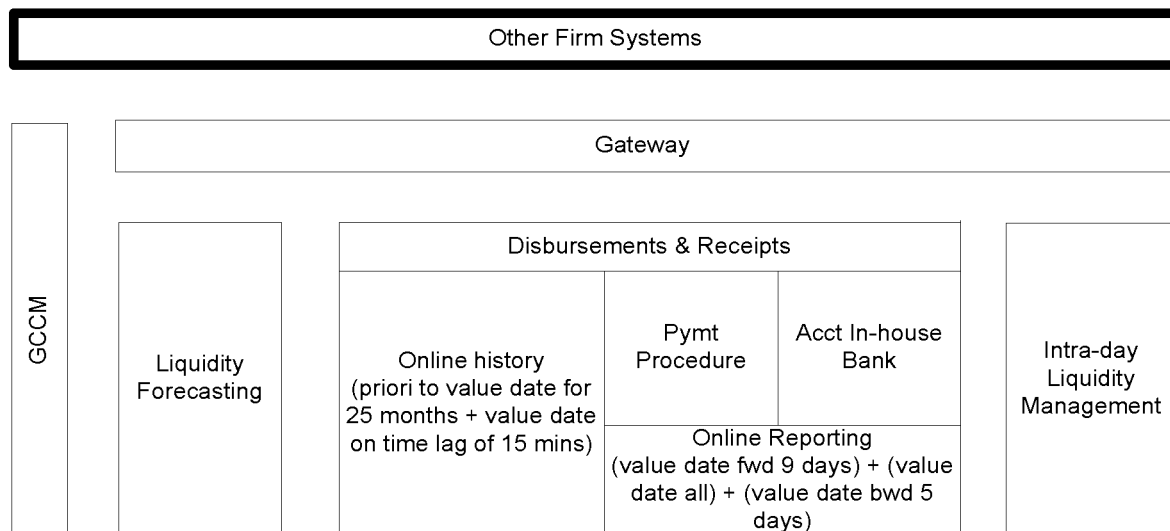 Other Firm Systems
Gateway
GCCM
Liquidity
Forecasting
Disbursements & Receipts
Online history
(priori to value date for
25 months + value date
on time lag of 15 mins)
Pymt
Procedure
Acct In-house
Bank
Online Reporting
(value date fwd 9 days) + (value
date all) + (value date bwd 5
days)
Intra-day
Liquidity
Management